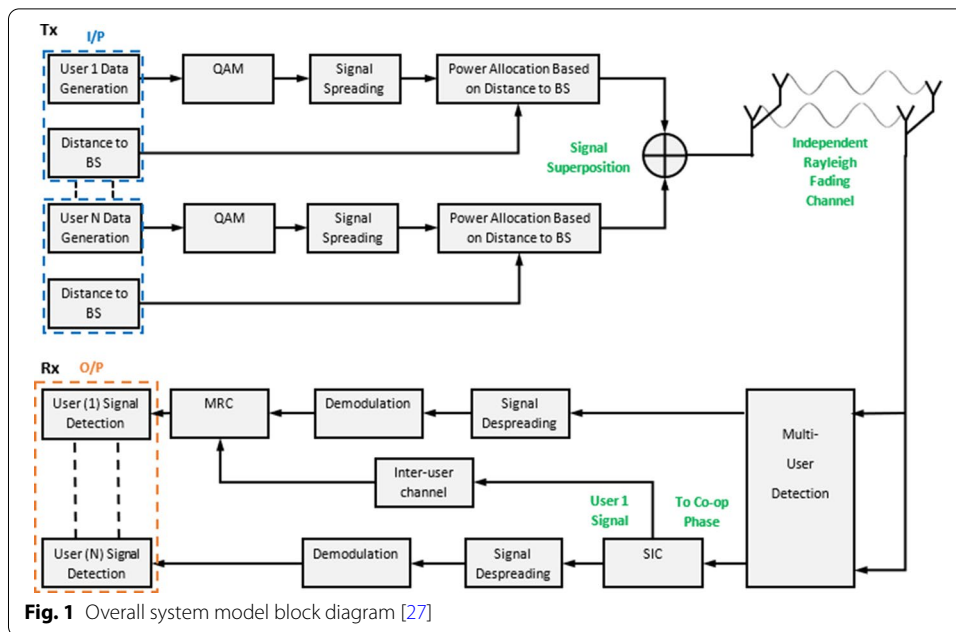 Tx
I/P
User 1 Data
Generation
QAM
Signal
Spreading
Power Allocation Based
on Distance to BS
Distance to
BS
Signal
Superposition
Independent
Rayleigh
Fading
Channel
User N Data
Generation
QAM
Signal
Spreading
Power Allocation Based
on Distance to BS
Distance to
BS
Rx
O/P
User (1) Signal
Detection
MRC
Demodulation
Signal
Despreading
Multi-
User
Detection
Inter-user
channel
User 1
Signal
To Co-op
Phase
User (N) Signal
Detection
Demodulation
Signal
Despreading
SIC
Fig. 1 Overall system model block diagram [27]